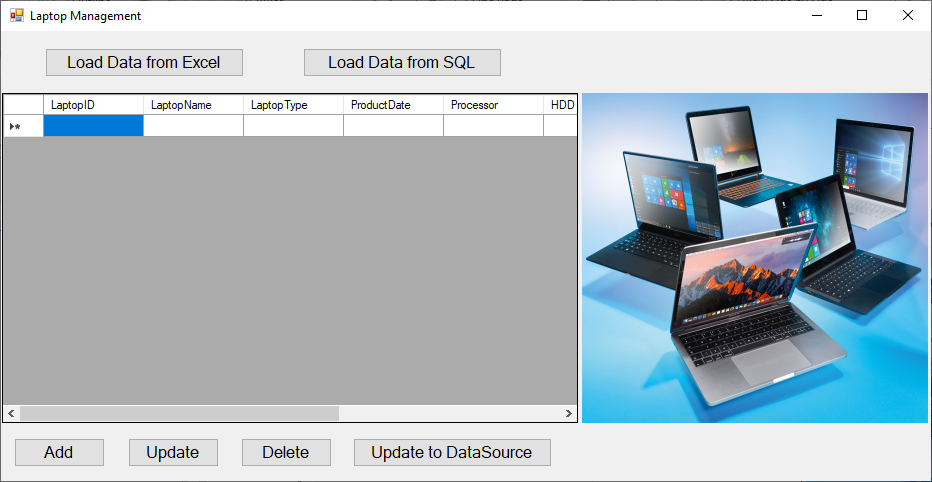 Laptop Management
Load Data from Excel Load Data from SQL
LaptopID LaptopName LaptopType ProductDate Processor HDD
Add Update Delete Update to DataSource